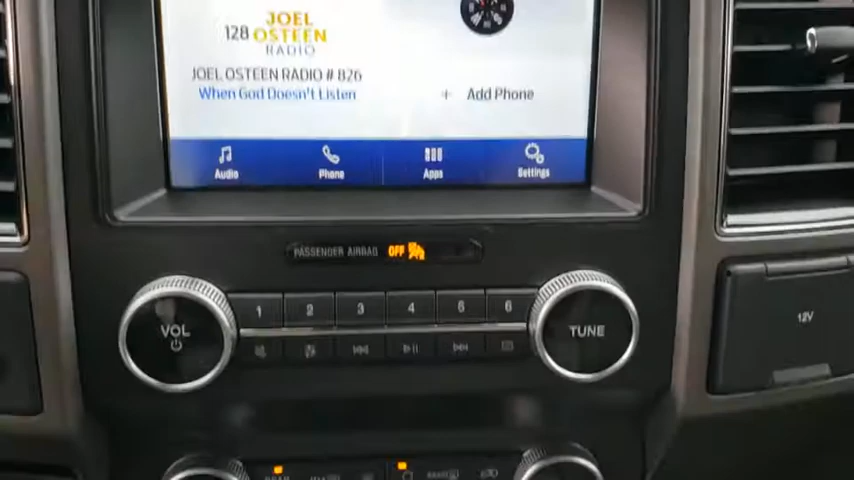 128 JOEL
OSTEEN
RADIO
JOEL OSTEEN RADIO # 826
When God Doesn't Listen
+ Add Phone
Audio Phone Apps Settings
PASSENGER AIRBAG OFF
1 2 3 4 5 6
VOL
TUNE
12V
REAR